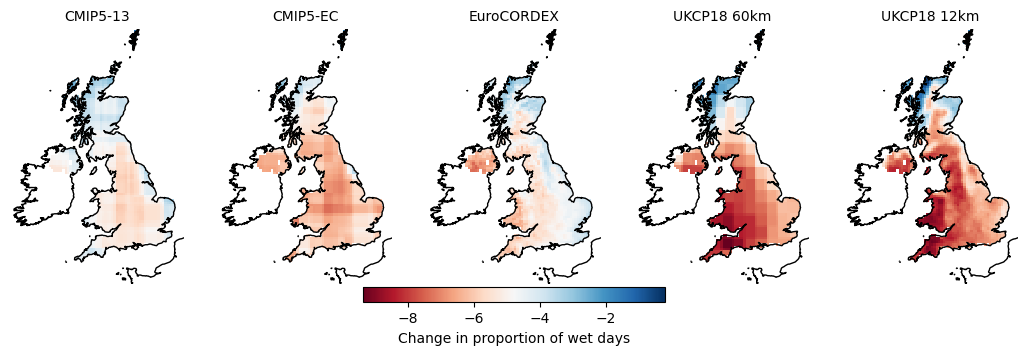 CMIP5-13 CMIP5-EC EuroCORDEX UKCP18 60km UKCP18 12km
−8 −6 −4 −2
Change in proportion of wet days